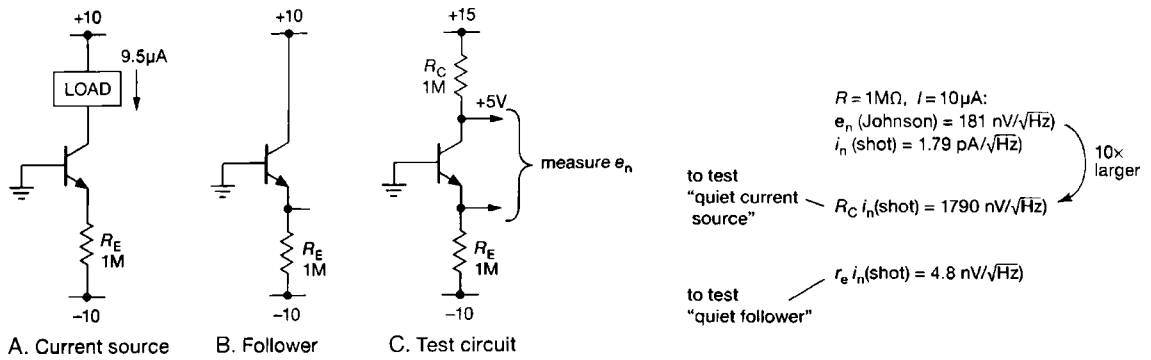 +10
9.5µA
LOAD
R_E
1M
–10
A. Current source
+10
R_E
1M
–10
B. Follower
+15
R_C
1M
+5V
measure e_n
R_E
1M
–10
C. Test circuit
R = 1MΩ, I = 10µA:
e_n (Johnson) = 181 nV/√Hz)
i_n (shot) = 1.79 pA/√Hz)
10×
larger
to test
"quiet current
source"
R_C i_n(shot) = 1790 nV/√Hz)
r_e i_n(shot) = 4.8 nV/√Hz)
to test
"quiet follower"